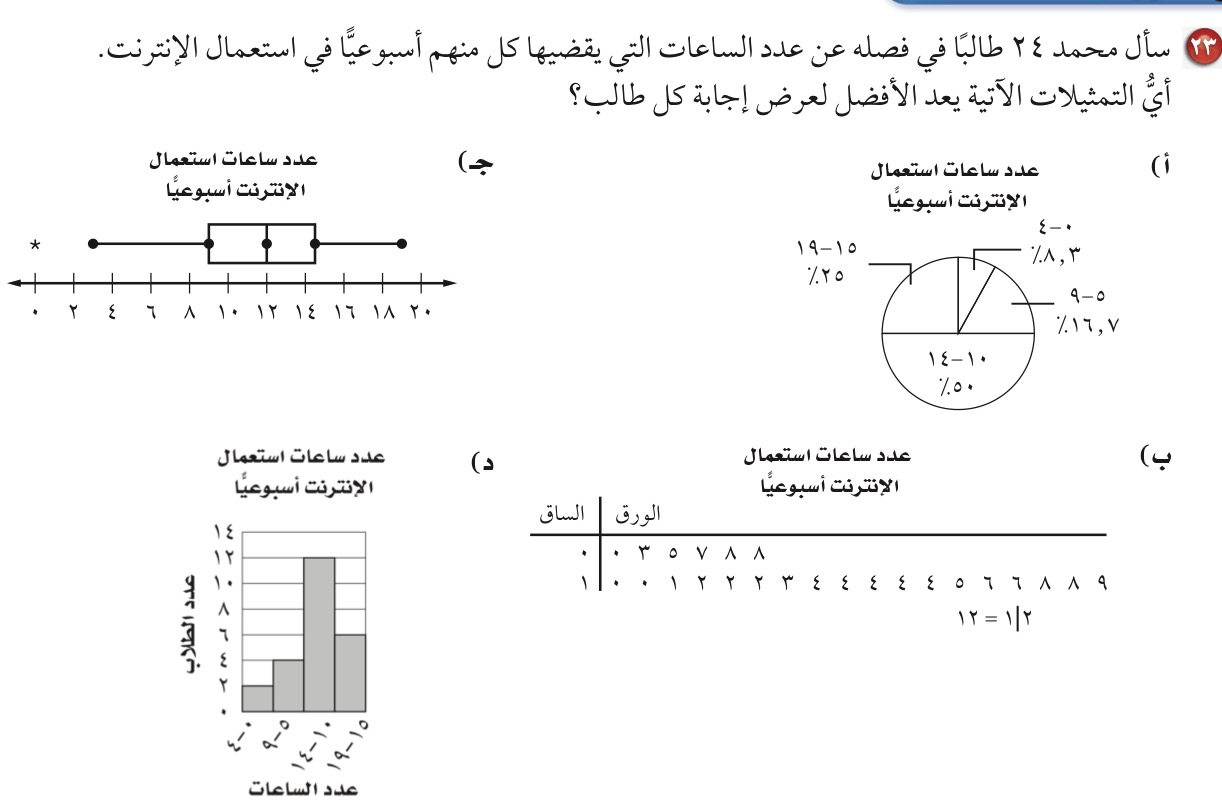 ٢٣ سأل محمد ٢٤ طالبًا في فصله عن عدد الساعات التي يقضيها كل منهم أسبوعيًّا في استعمال الإنترنت.
أيُّ التمثيلات الآتية يعد الأفضل لعرض إجابة كل طالب؟
أ)
عدد ساعات استعمال
الإنترنت أسبوعيًّا
٠–٤
٨,٣٪
٥–٩
١٦,٧٪
١٠–١٤
٥٠٪
١٥–١٩
٢٥٪
جـ)
عدد ساعات استعمال
الإنترنت أسبوعيًّا
*
٠ ٢ ٤ ٦ ٨ ١٠ ١٢ ١٤ ١٦ ١٨ ٢٠
ب)
عدد ساعات استعمال
الإنترنت أسبوعيًّا
الساق | الورق
٠ | ٠ ٣ ٥ ٧ ٨ ٨
١ | ٠ ٠ ١ ٢ ٢ ٢ ٣ ٤ ٤ ٤ ٤ ٤ ٥ ٦ ٦ ٨ ٨ ٩
١|٢ = ١٢
د)
عدد ساعات استعمال
الإنترنت أسبوعيًّا
عدد الطلاب
١٤
١٢
١٠
٨
٦
٤
٢
٠
٠–٤ ٥–٩ ١٠–١٤ ١٥–١٩
عدد الساعات